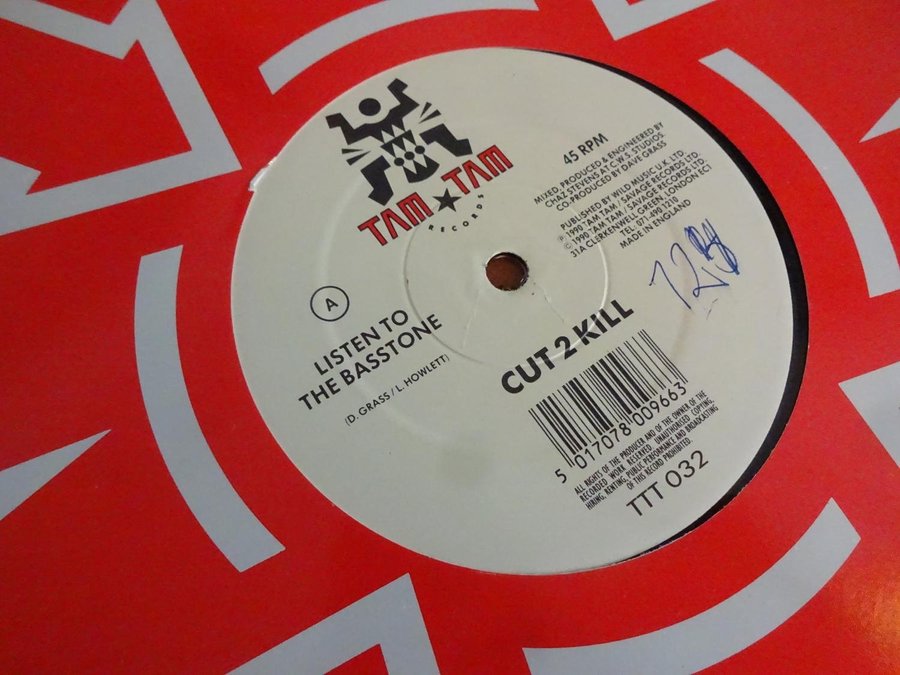 TAM ★ TAM
RECORDS
45 RPM
MIXED, PRODUCED & ENGINEERED BY
CHAZ STEVENS AT C.W.S. STUDIOS.
CO-PRODUCED BY DAVE GRASS
PUBLISHED BY WILD MUSIC U.K. LTD.
℗ 1990 TAM TAM / SAVAGE RECORDS LTD.
© 1990 TAM TAM / SAVAGE RECORDS LTD.
31A CLERKENWELL GREEN, LONDON EC1
TEL. 071-490 1210
MADE IN ENGLAND
A
LISTEN TO
THE BASSTONE
(D. GRASS / L. HOWLETT)
CUT 2 KILL
5 017078 009663
ALL RIGHTS OF THE PRODUCER AND OF THE OWNER OF THE
RECORDED WORK RESERVED. UNAUTHORISED COPYING,
HIRING, RENTING, PUBLIC PERFORMANCE AND BROADCASTING
OF THIS RECORD PROHIBITED.
TTT 032